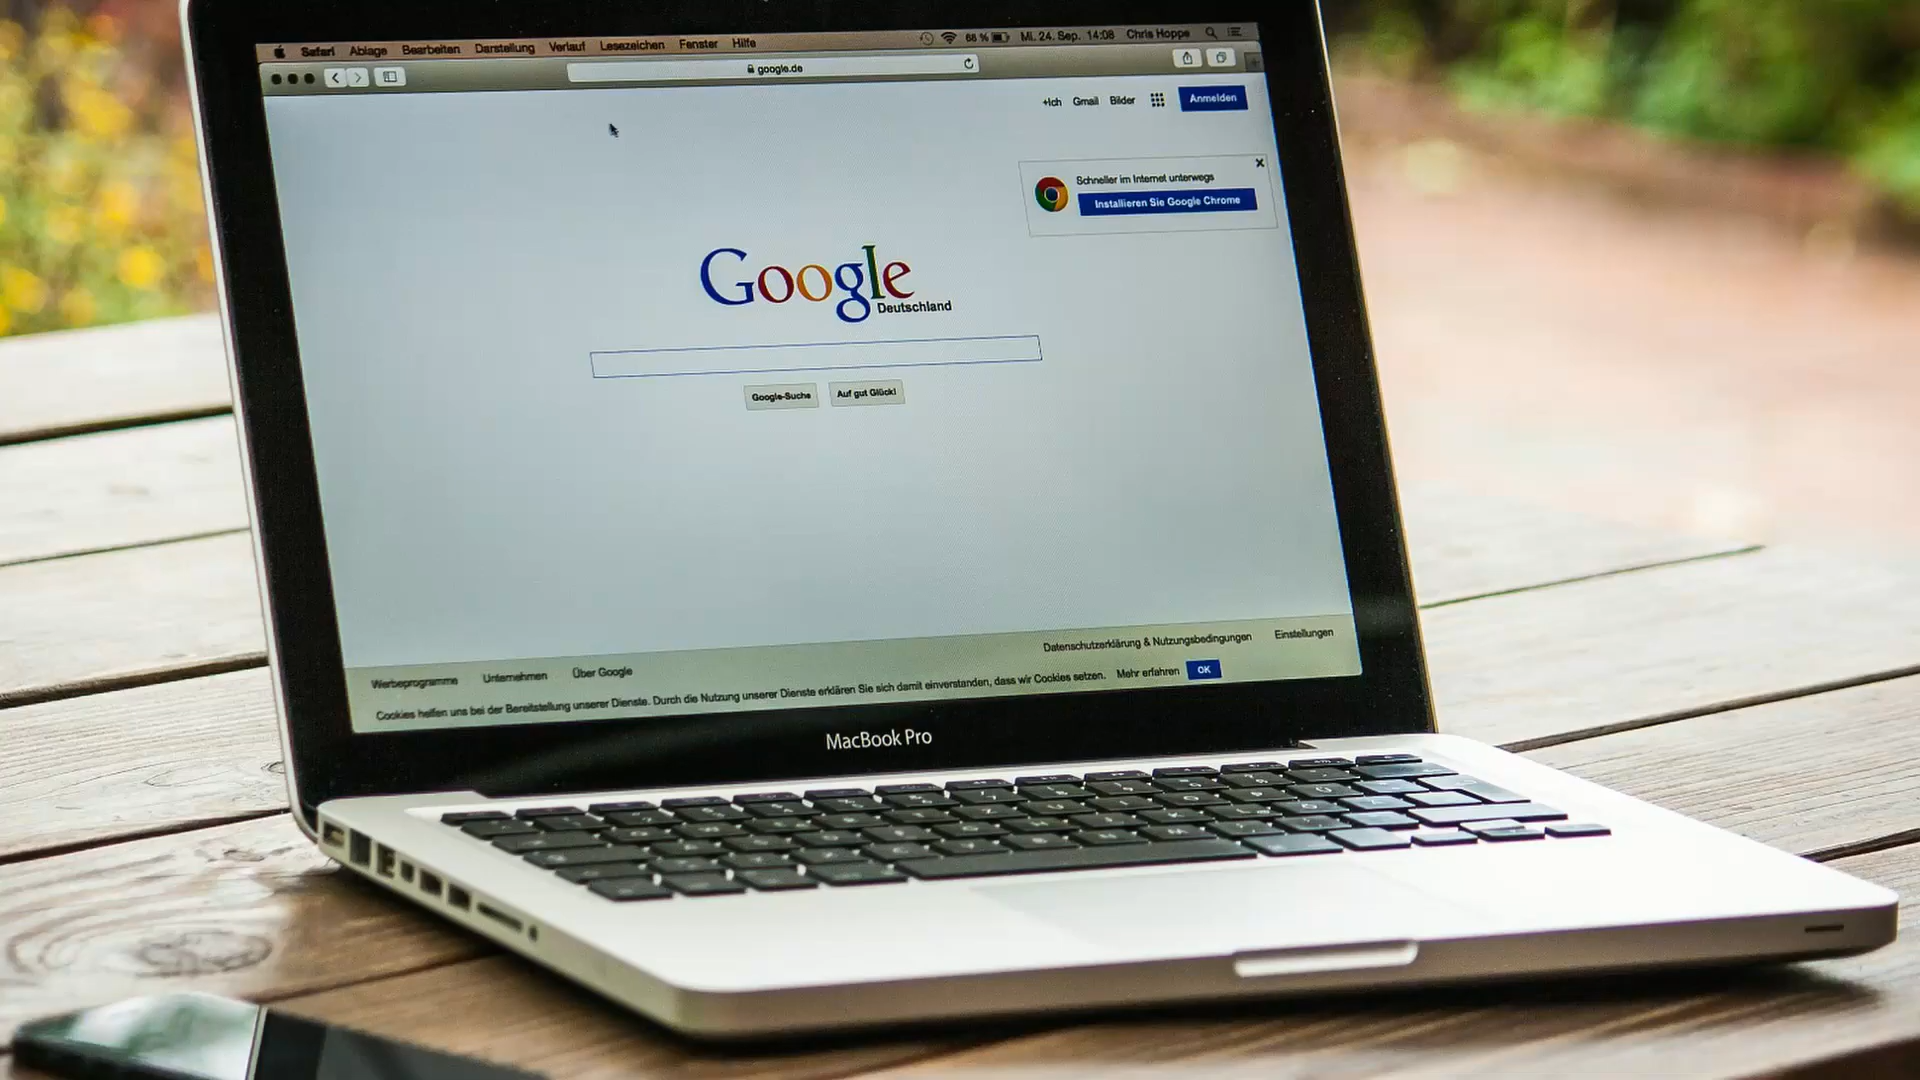 Safari Ablage Bearbeiten Darstellung Verlauf Lesezeichen Fenster Hilfe 68 % Mi. 24. Sep. 14:08 Chris Hoppe
google.de
+Ich Gmail Bilder Anmelden
Schneller im Internet unterwegs
Installieren Sie Google Chrome
Google
Deutschland
Google-Suche Auf gut Glück!
Werbeprogramme Unternehmen Über Google Datenschutzerklärung & Nutzungsbedingungen Einstellungen
Cookies helfen uns bei der Bereitstellung unserer Dienste. Durch die Nutzung unserer Dienste erklären Sie sich damit einverstanden, dass wir Cookies setzen. Mehr erfahren OK
MacBook Pro